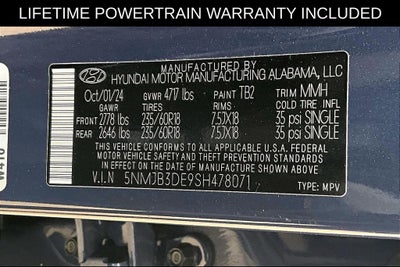 LIFETIME POWERTRAIN WARRANTY INCLUDED
MANUFACTURED BY
HYUNDAI MOTOR MANUFACTURING ALABAMA, LLC
Oct/01/24 GVWR 4717 lbs PAINT TB2 TRIM MMH
GAWR TIRES RIMS COLD INFL
FRONT 2778 lbs 235/60R18 7.5JX18 35 psi SINGLE
REAR 2646 lbs 235/60R18 7.5JX18 35 psi SINGLE
THIS VEHICLE CONFORMS TO ALL APPLICABLE U.S.A FEDERAL
MOTOR VEHICLE SAFETY, BUMPER, AND THEFT PREVENTION
STANDARDS IN EFFECT ON THE DATE OF MANUFACTURE SHOWN ABOVE.
V.I.N 5NMJB3DE9SH478071 TYPE: MPV